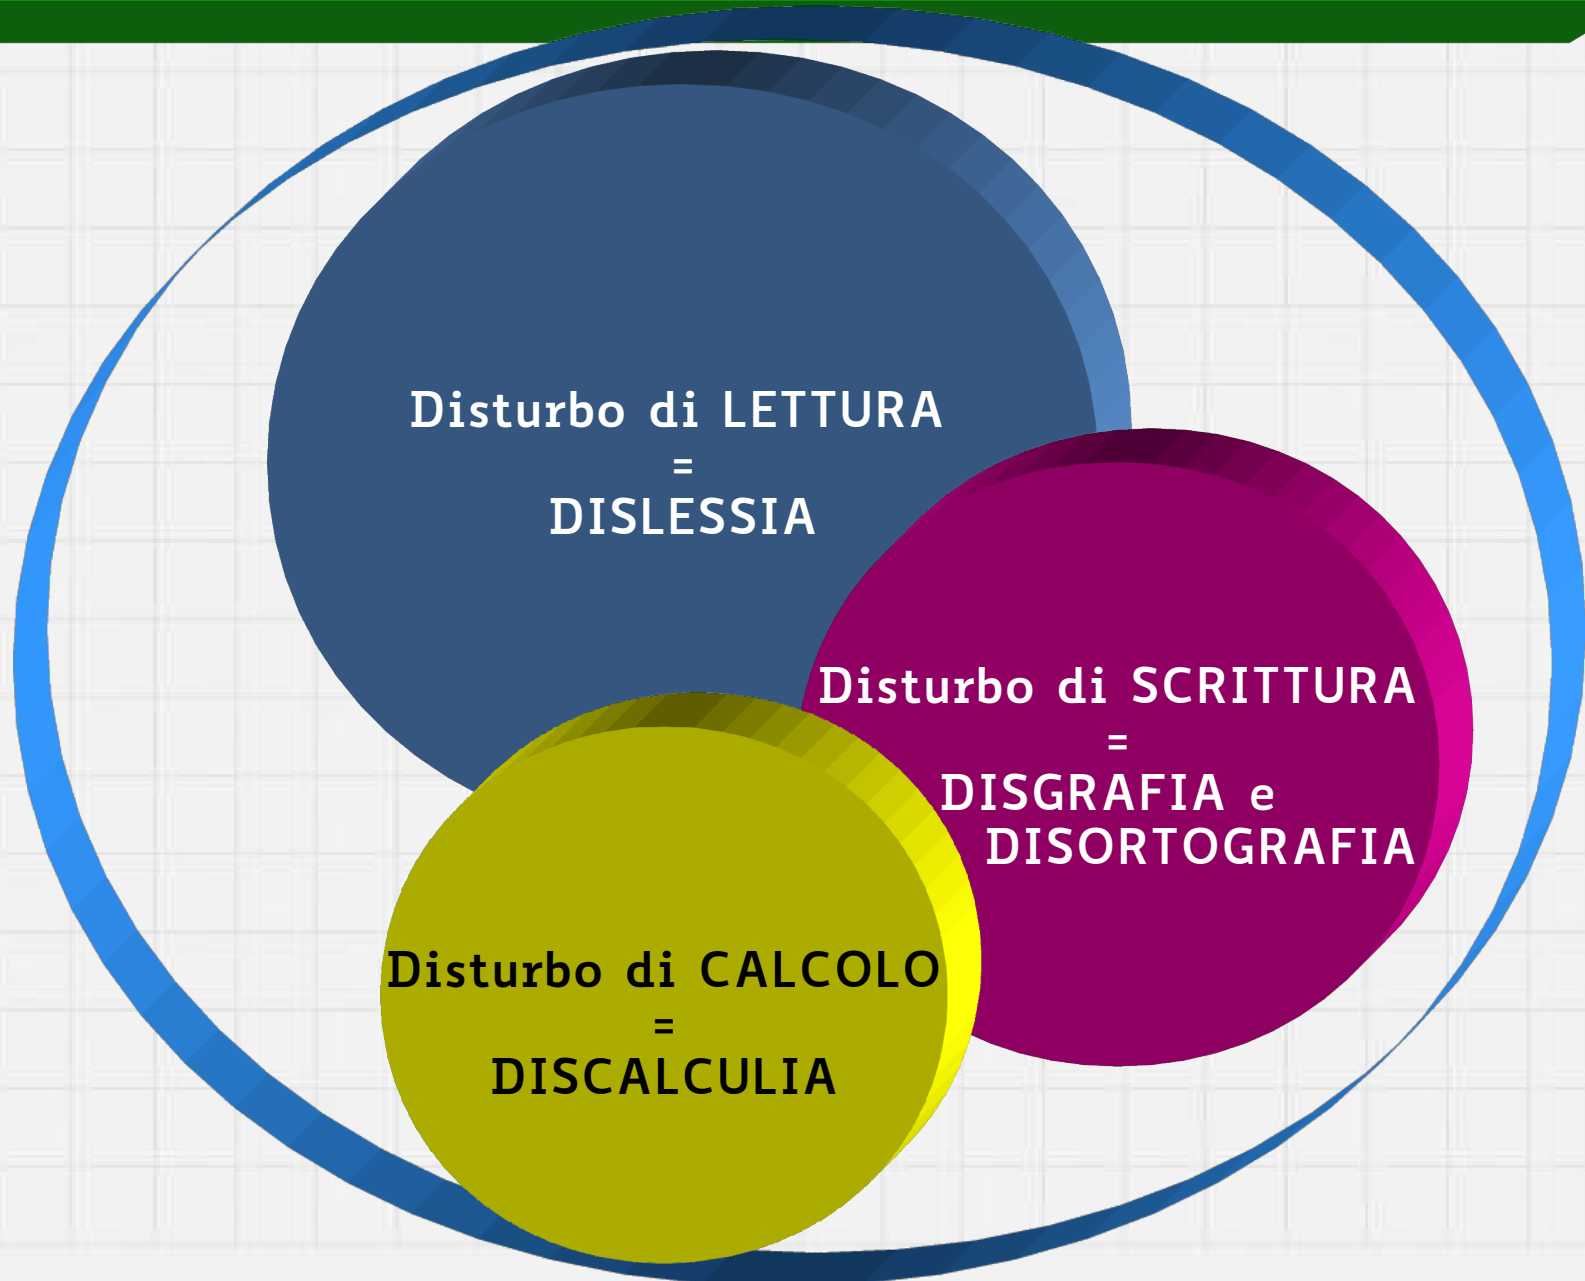 Disturbo di LETTURA
=
DISLESSIA
Disturbo di SCRITTURA
=
DISGRAFIA e
DISORTOGRAFIA
Disturbo di CALCOLO
=
DISCALCULIA